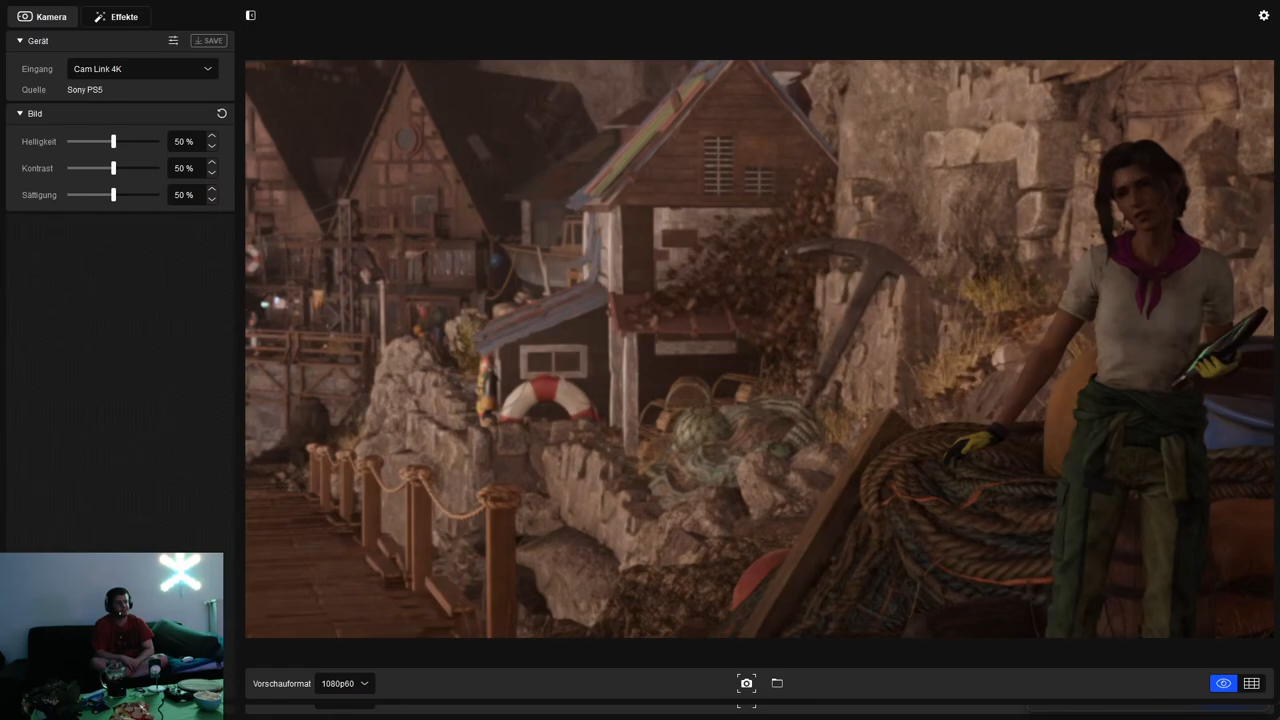 Kamera
Effekte
Gerät
SAVE
Eingang
Cam Link 4K
Quelle
Sony PS5
Bild
Helligkeit
50 %
Kontrast
50 %
Sättigung
50 %
Vorschauformat
1080p60